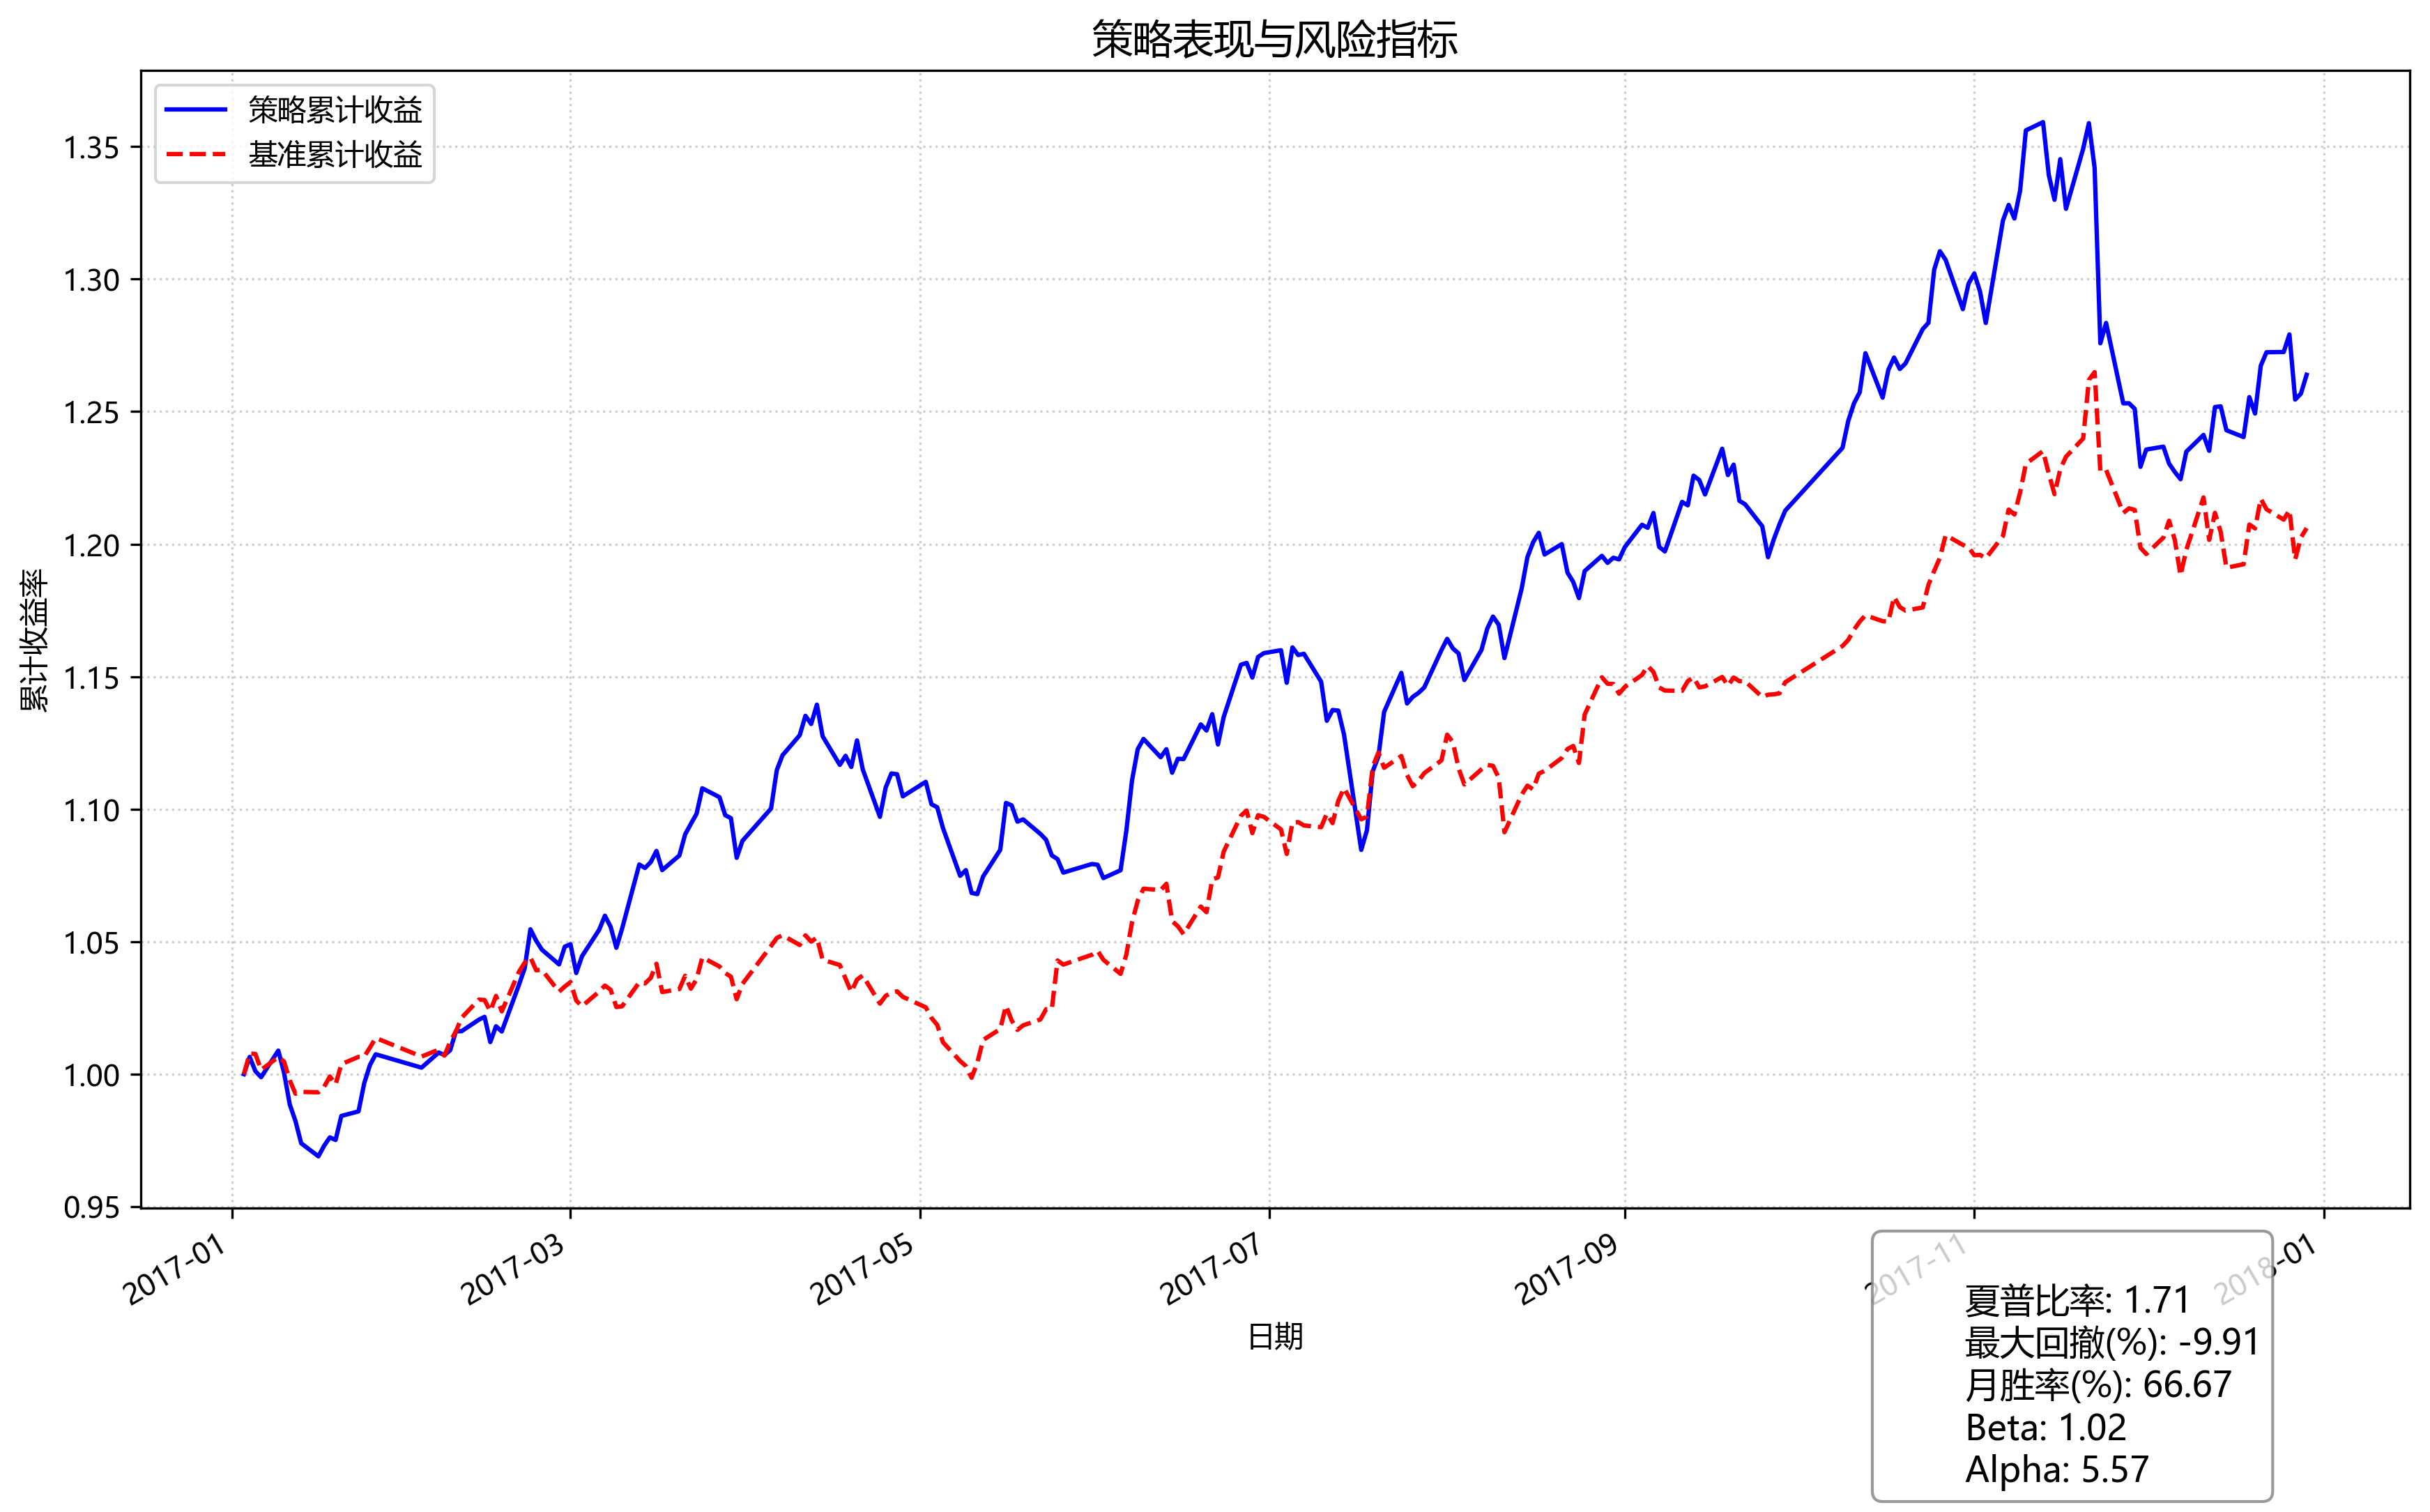 策略表现与风险指标
策略累计收益
基准累计收益
1.35
1.30
1.25
1.20
1.15
1.10
1.05
1.00
0.95
累计收益率
2017-01
2017-03
2017-05
2017-07
2017-09
2017-11
2018-01
日期
夏普比率: 1.71
最大回撤(%): -9.91
月胜率(%): 66.67
Beta: 1.02
Alpha: 5.57